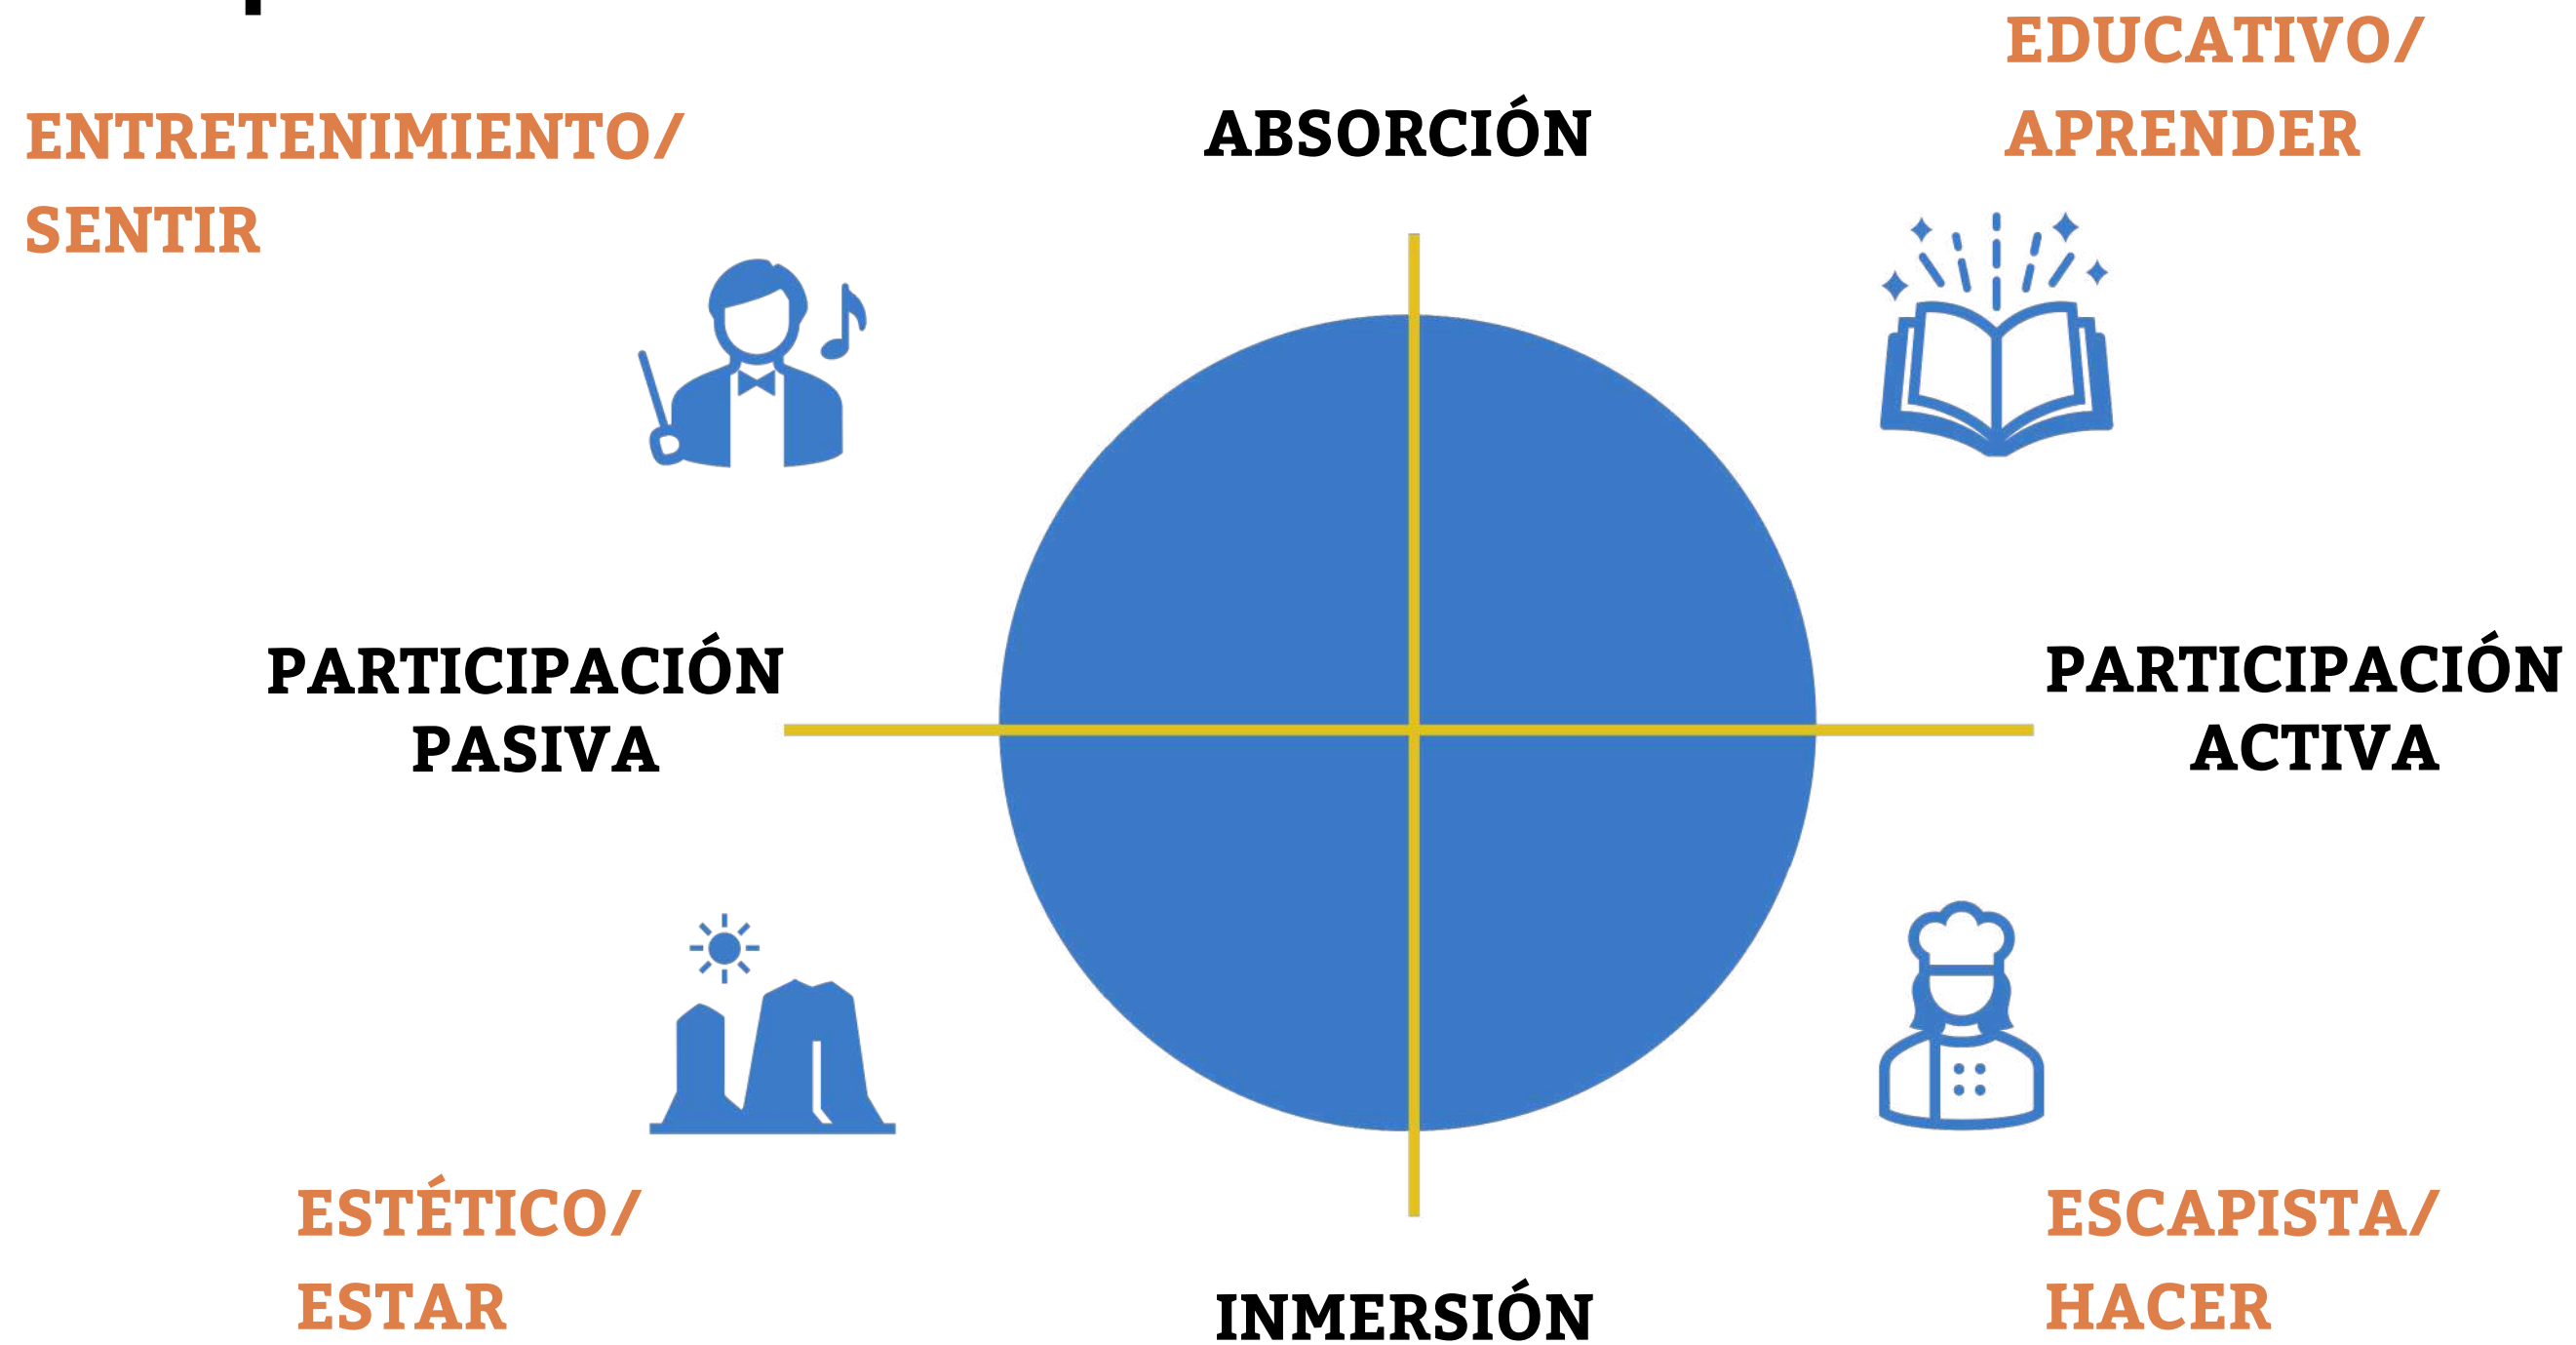 EDUCATIVO/
APRENDER
ENTRETENIMIENTO/
SENTIR
ABSORCIÓN
PARTICIPACIÓN
PASIVA
PARTICIPACIÓN
ACTIVA
ESTÉTICO/
ESTAR
ESCAPISTA/
HACER
INMERSIÓN